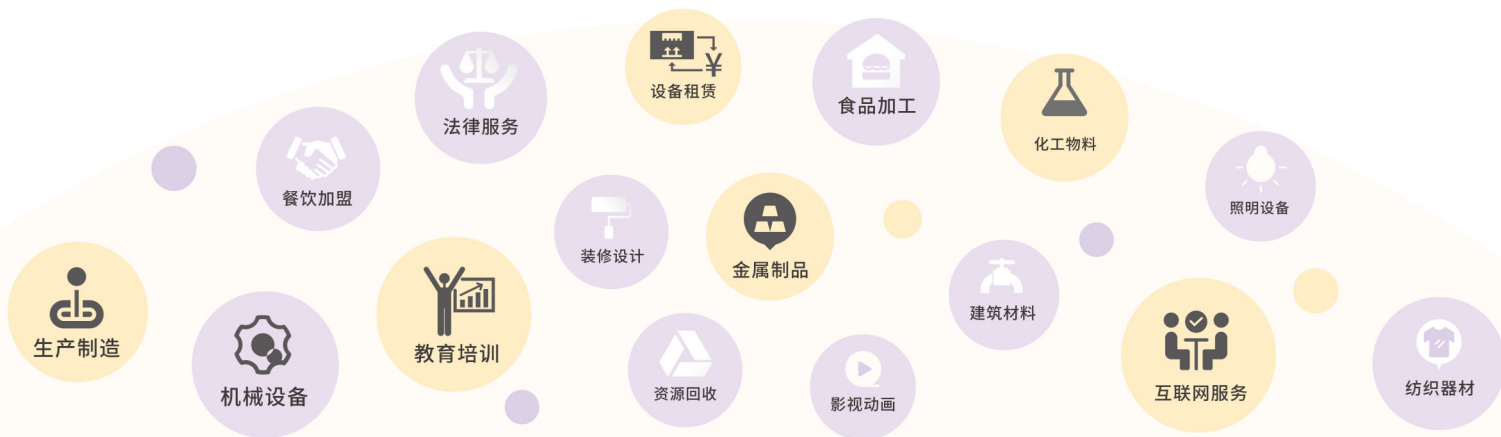 设备租赁
食品加工
法律服务
化工物料
餐饮加盟
照明设备
装修设计
金属制品
建筑材料
生产制造
教育培训
机械设备
资源回收
影视动画
互联网服务
纺织器材